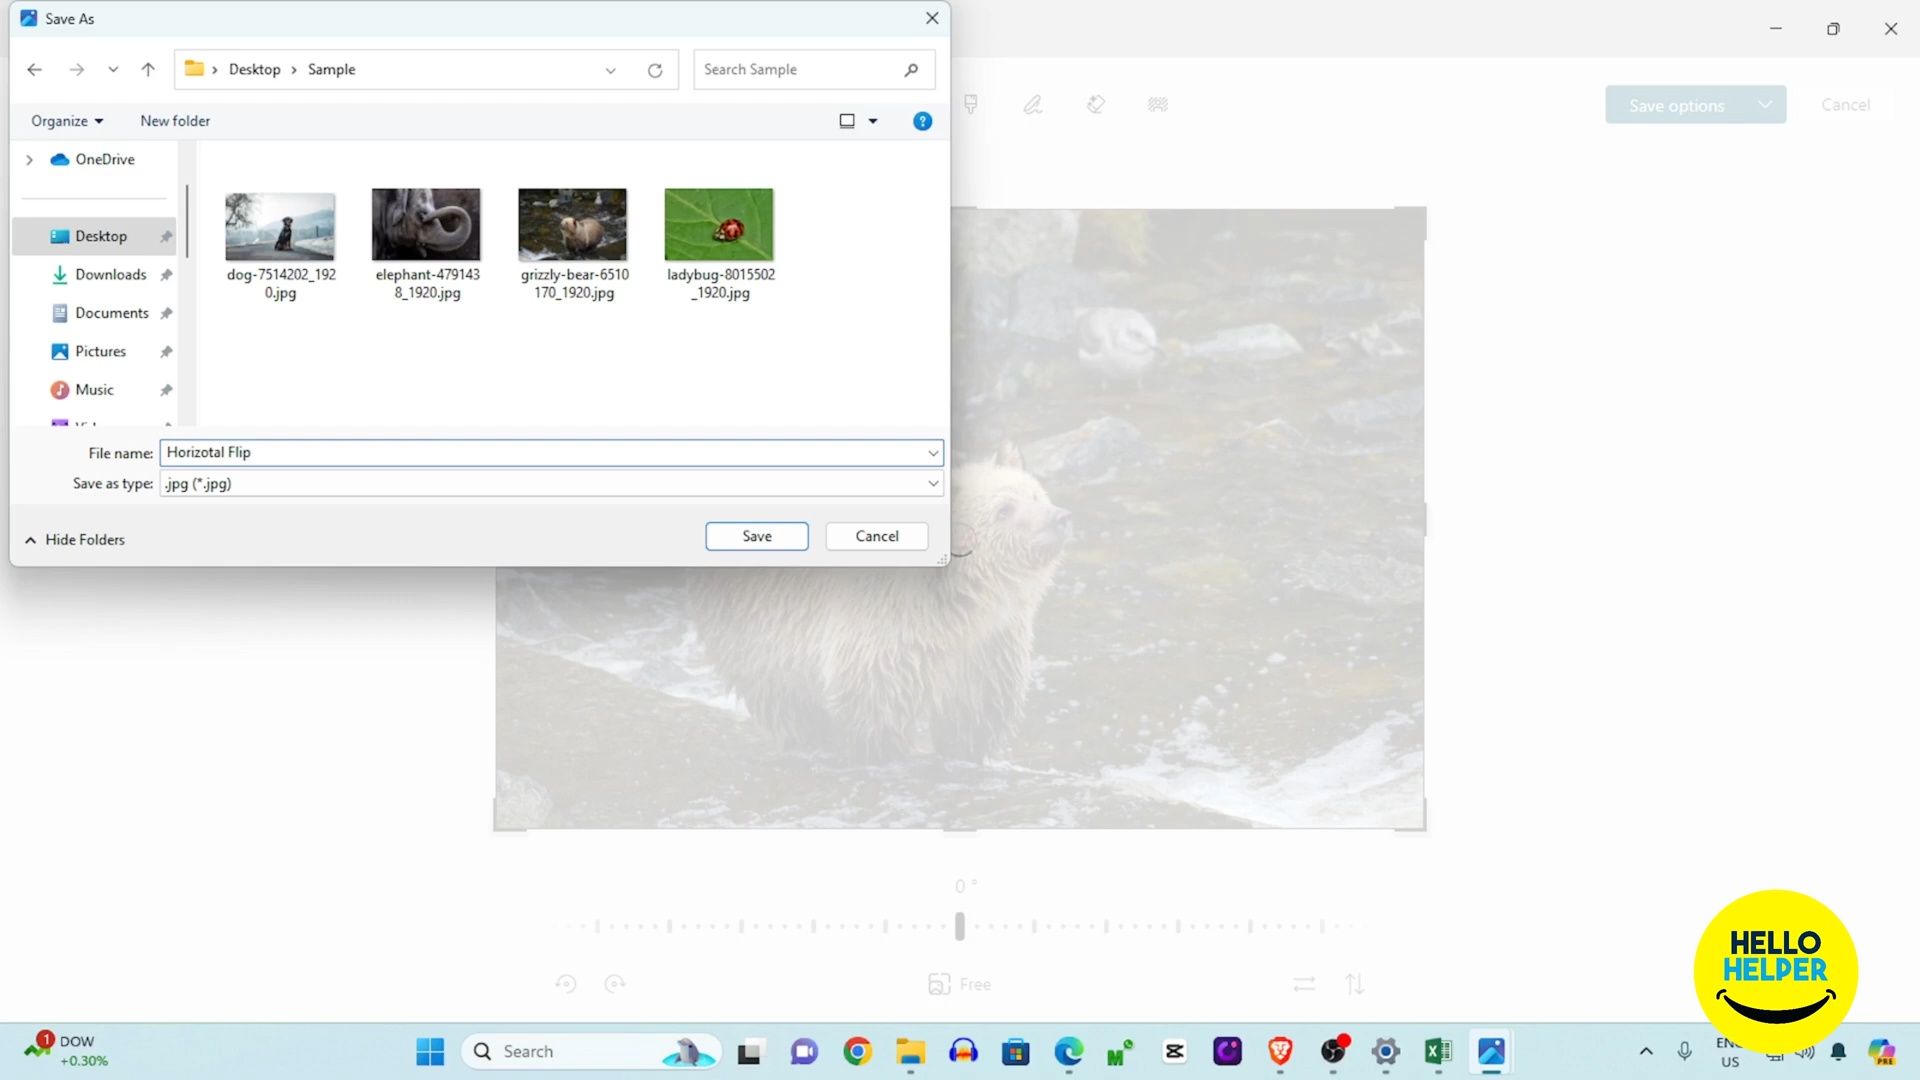 Save As
Desktop
Sample
Search Sample
Save options
Cancel
Organize
New folder
OneDrive
Desktop
Downloads
Documents
Pictures
Music
dog-7514202_192
0.jpg
elephant-479143
8_1920.jpg
grizzly-bear-6510
170_1920.jpg
ladybug-8015502
_1920.jpg
File name: Horizotal Flip
Save as type: .jpg (*.jpg)
Hide Folders
Save
Cancel
0 °
Free
HELLO
HELPER
1
DOW
+0.30%
Search
US
PRE